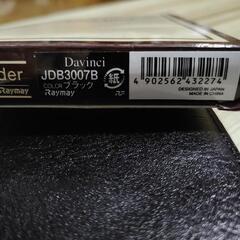 der
Raymay
Davinci
JDB3007B
COLOR ブラック
Raymay
紙
4 902562 432274
DESIGNED IN JAPAN
MADE IN CHINA